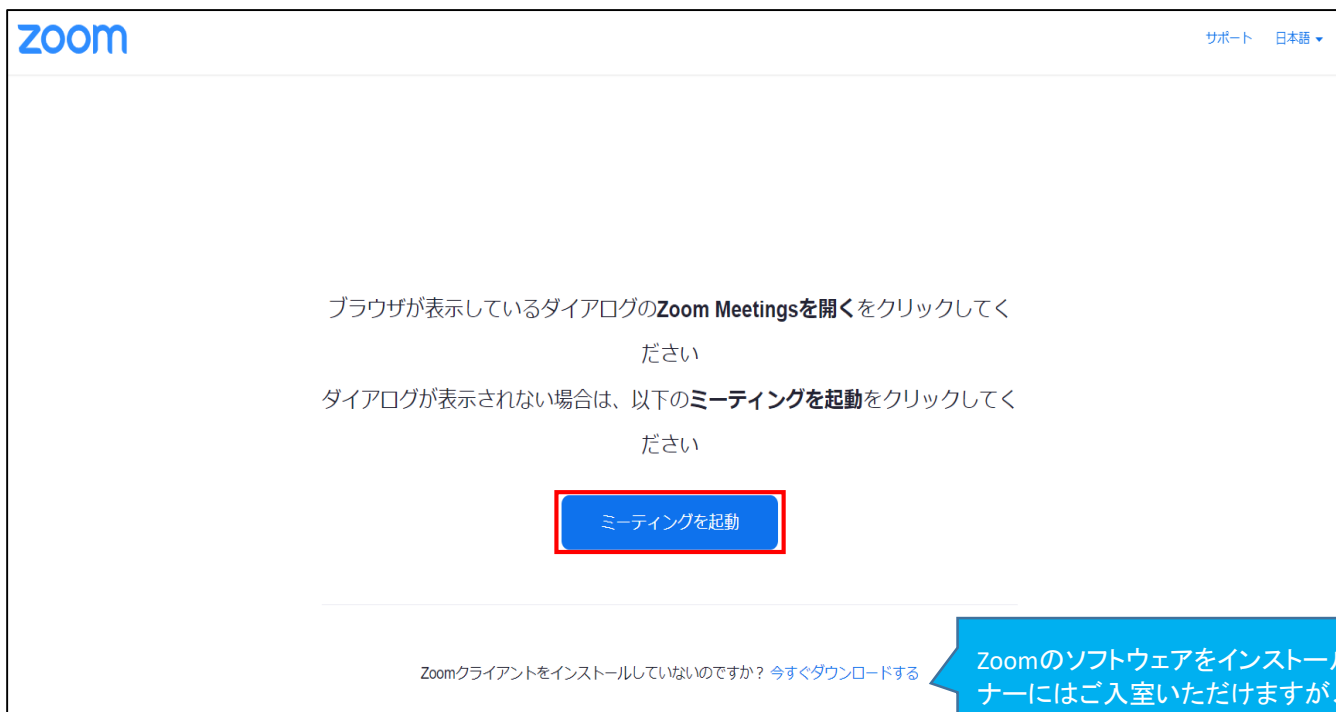 zoom
サポート 日本語
ブラウザが表示しているダイアログのZoom Meetingsを開くをクリックしてく
ださい
ダイアログが表示されない場合は、以下のミーティングを起動をクリックしてく
ださい
ミーティングを起動
Zoomクライアントをインストールしていないのですか？今すぐダウンロードする
Zoomのソフトウェアをインストール
ナーにはご入室いただけますが、